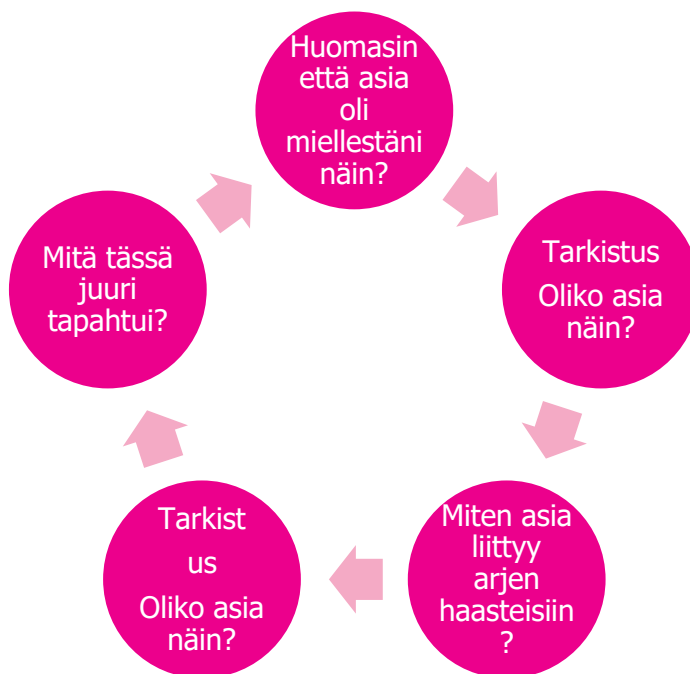 Huomasin
että asia
oli
miellestäni
näin?
Tarkistus
Oliko asia
näin?
Miten asia
liittyy
arjen
haasteisiin
?
Tarkist
us
Oliko asia
näin?
Mitä tässä
juuri
tapahtui?